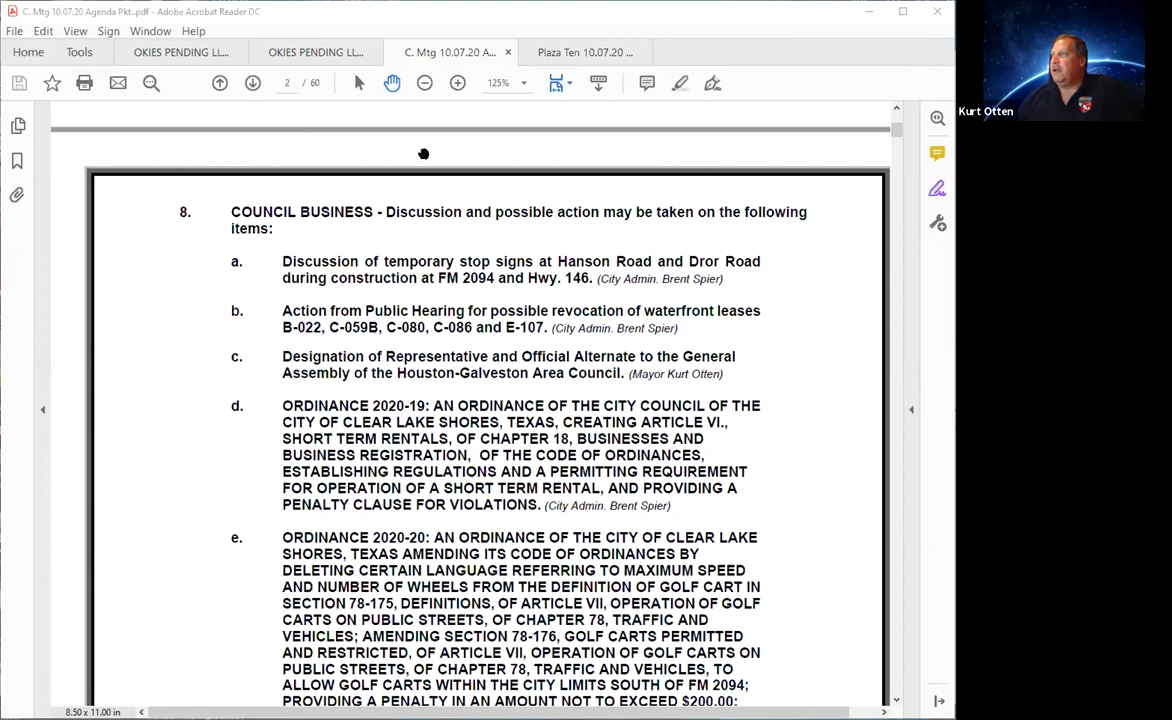 C. Mtg 10.07.20 Agenda Pkt..pdf - Adobe Acrobat Reader DC
File Edit View Sign Window Help
Home Tools OKIES PENDING LL... OKIES PENDING LL... C. Mtg 10.07.20 A... × Plaza Ten 10.07.20 ...
2 / 60 125%
Kurt Otten
8. COUNCIL BUSINESS - Discussion and possible action may be taken on the following
items:
a. Discussion of temporary stop signs at Hanson Road and Dror Road
during construction at FM 2094 and Hwy. 146. (City Admin. Brent Spier)
b. Action from Public Hearing for possible revocation of waterfront leases
B-022, C-059B, C-080, C-086 and E-107. (City Admin. Brent Spier)
c. Designation of Representative and Official Alternate to the General
Assembly of the Houston-Galveston Area Council. (Mayor Kurt Otten)
d. ORDINANCE 2020-19: AN ORDINANCE OF THE CITY COUNCIL OF THE
CITY OF CLEAR LAKE SHORES, TEXAS, CREATING ARTICLE VI.,
SHORT TERM RENTALS, OF CHAPTER 18, BUSINESSES AND
BUSINESS REGISTRATION, OF THE CODE OF ORDINANCES,
ESTABLISHING REGULATIONS AND A PERMITTING REQUIREMENT
FOR OPERATION OF A SHORT TERM RENTAL, AND PROVIDING A
PENALTY CLAUSE FOR VIOLATIONS. (City Admin. Brent Spier)
e. ORDINANCE 2020-20: AN ORDINANCE OF THE CITY OF CLEAR LAKE
SHORES, TEXAS AMENDING ITS CODE OF ORDINANCES BY
DELETING CERTAIN LANGUAGE REFERRING TO MAXIMUM SPEED
AND NUMBER OF WHEELS FROM THE DEFINITION OF GOLF CART IN
SECTION 78-175, DEFINITIONS, OF ARTICLE VII, OPERATION OF GOLF
CARTS ON PUBLIC STREETS, OF CHAPTER 78, TRAFFIC AND
VEHICLES; AMENDING SECTION 78-176, GOLF CARTS PERMITTED
AND RESTRICTED, OF ARTICLE VII, OPERATION OF GOLF CARTS ON
PUBLIC STREETS, OF CHAPTER 78, TRAFFIC AND VEHICLES, TO
ALLOW GOLF CARTS WITHIN THE CITY LIMITS SOUTH OF FM 2094;
PROVIDING A PENALTY IN AN AMOUNT NOT TO EXCEED $200.00;
8.50 x 11.00 in